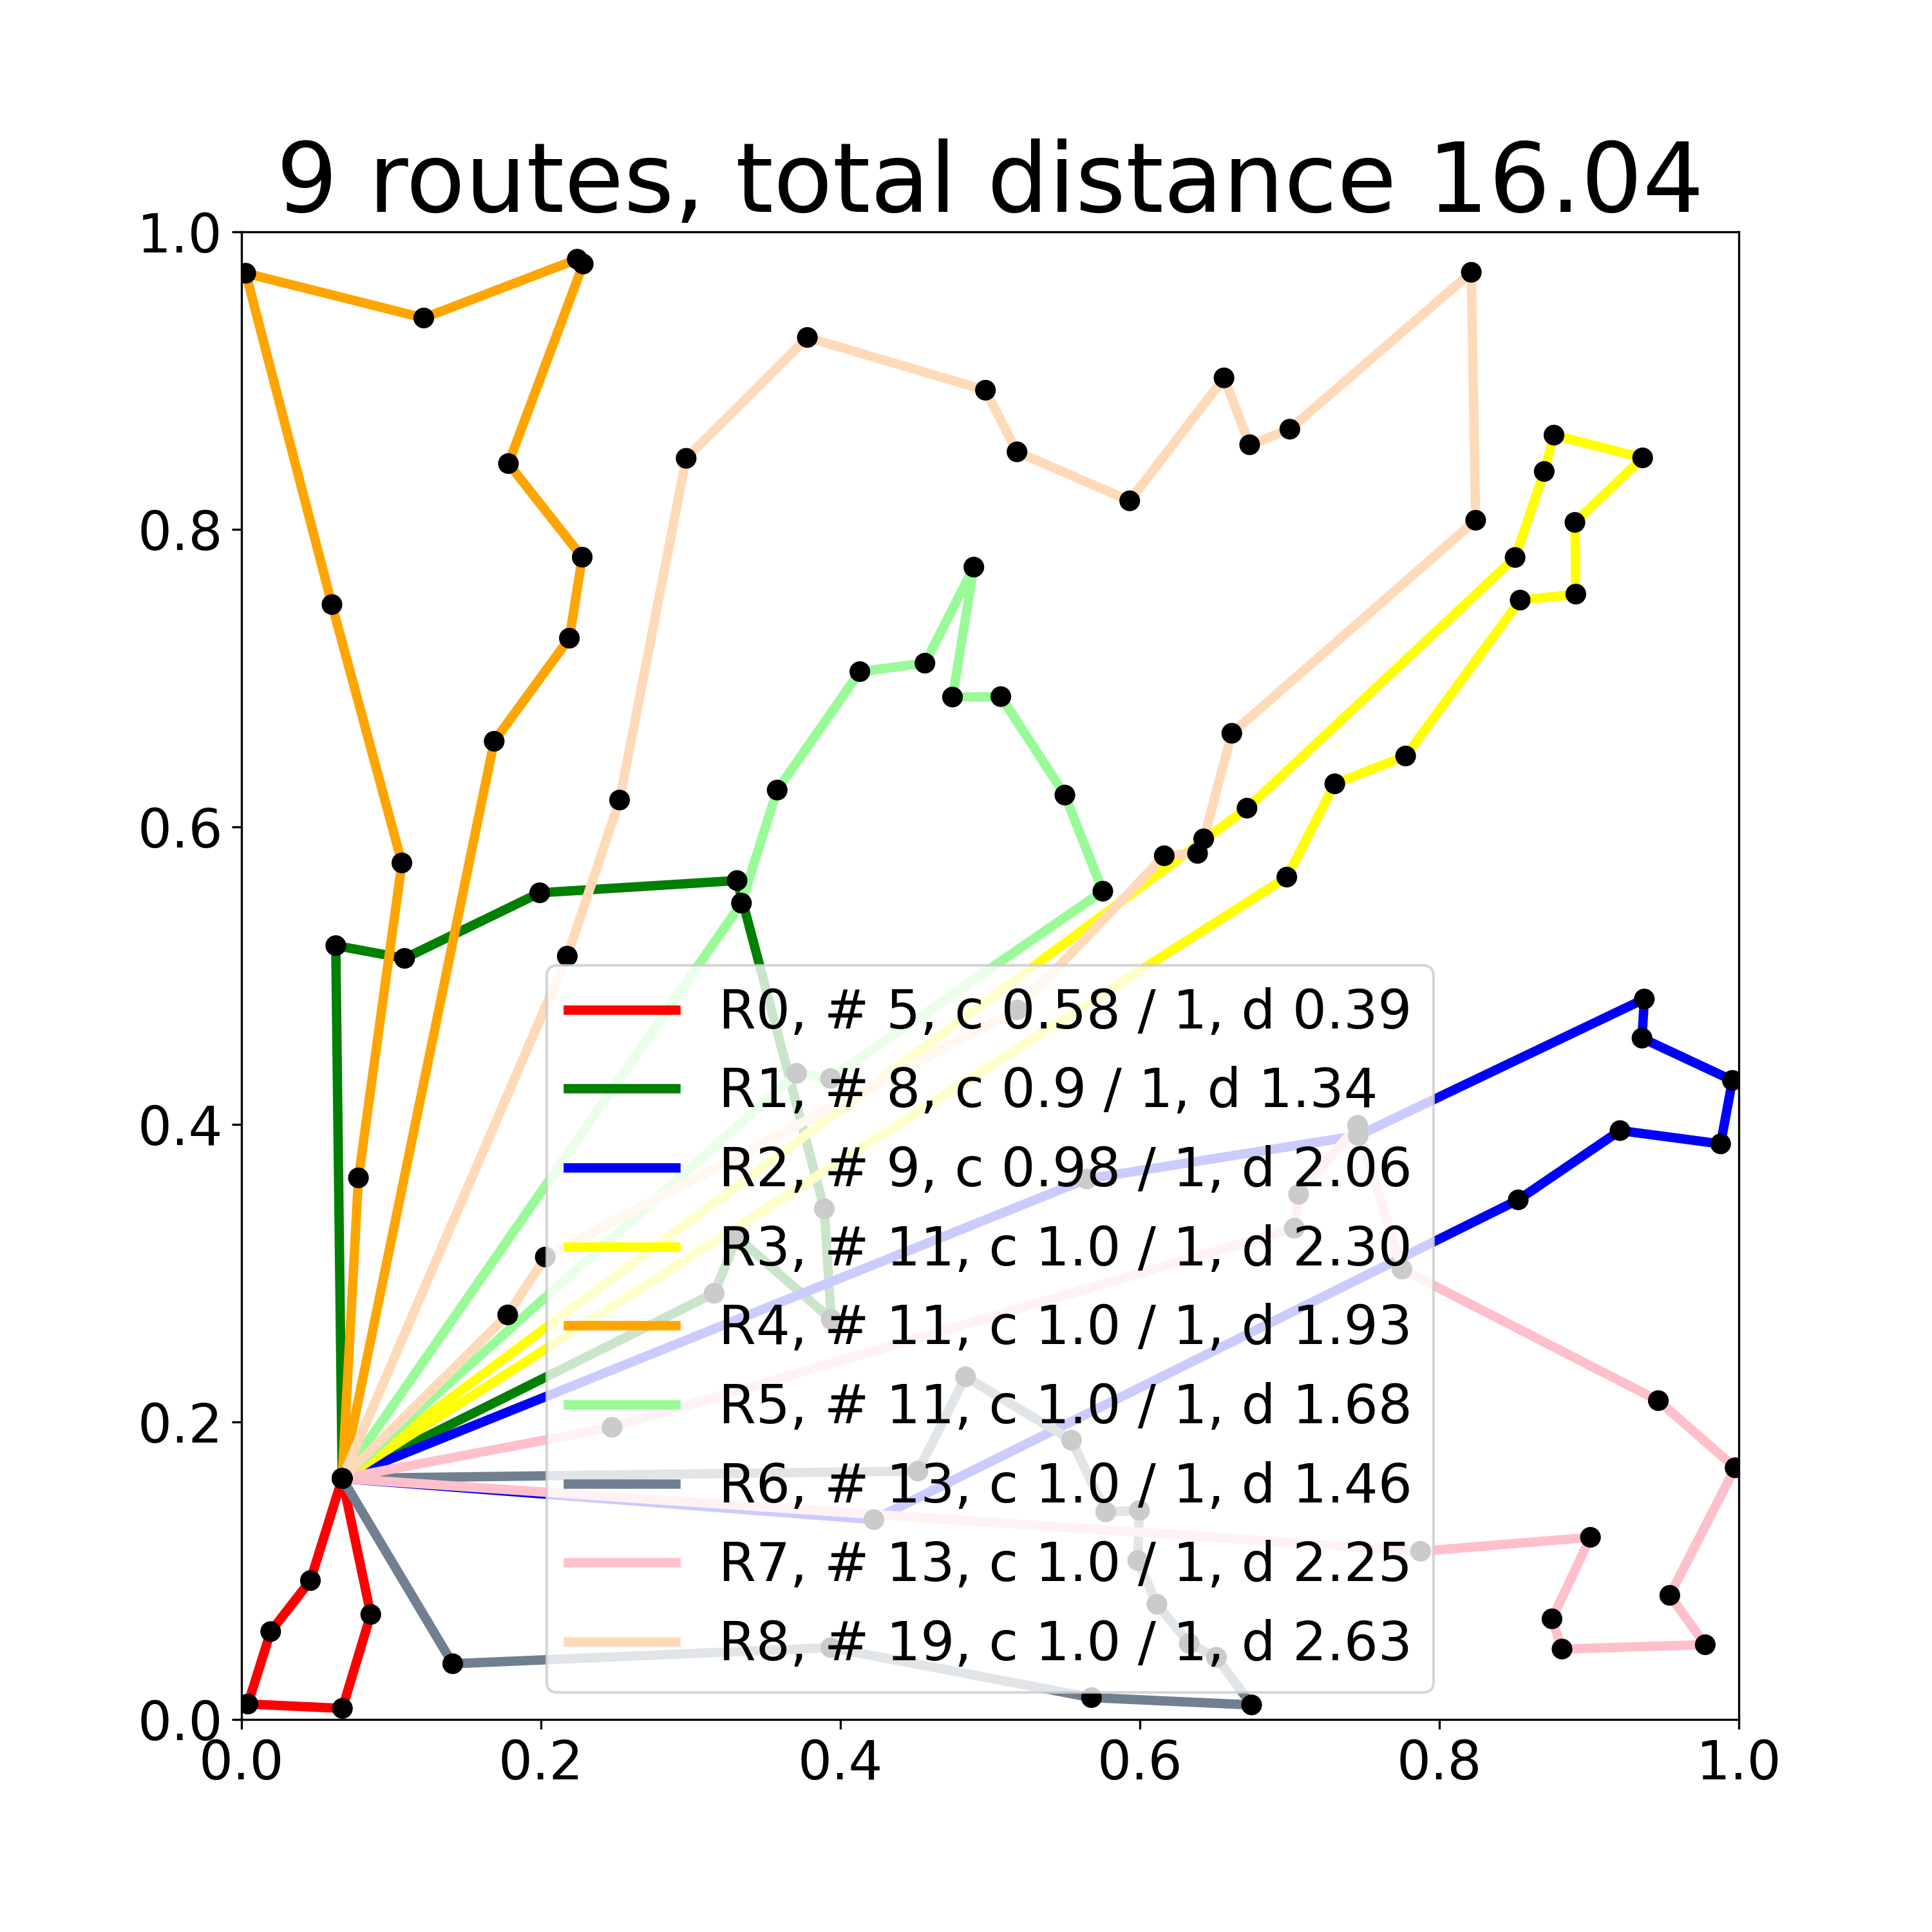 9 routes, total distance 16.04
1.0
0.8
0.6
0.4
0.2
0.0
R0, # 5, c 0.58 / 1, d 0.39
R1, # 8, c 0.9 / 1, d 1.34
R2, # 9, c 0.98 / 1, d 2.06
R3, # 11, c 1.0 / 1, d 2.30
R4, # 11, c 1.0 / 1, d 1.93
R5, # 11, c 1.0 / 1, d 1.68
R6, # 13, c 1.0 / 1, d 1.46
R7, # 13, c 1.0 / 1, d 2.25
R8, # 19, c 1.0 / 1, d 2.63
0.0 0.2 0.4 0.6 0.8 1.0